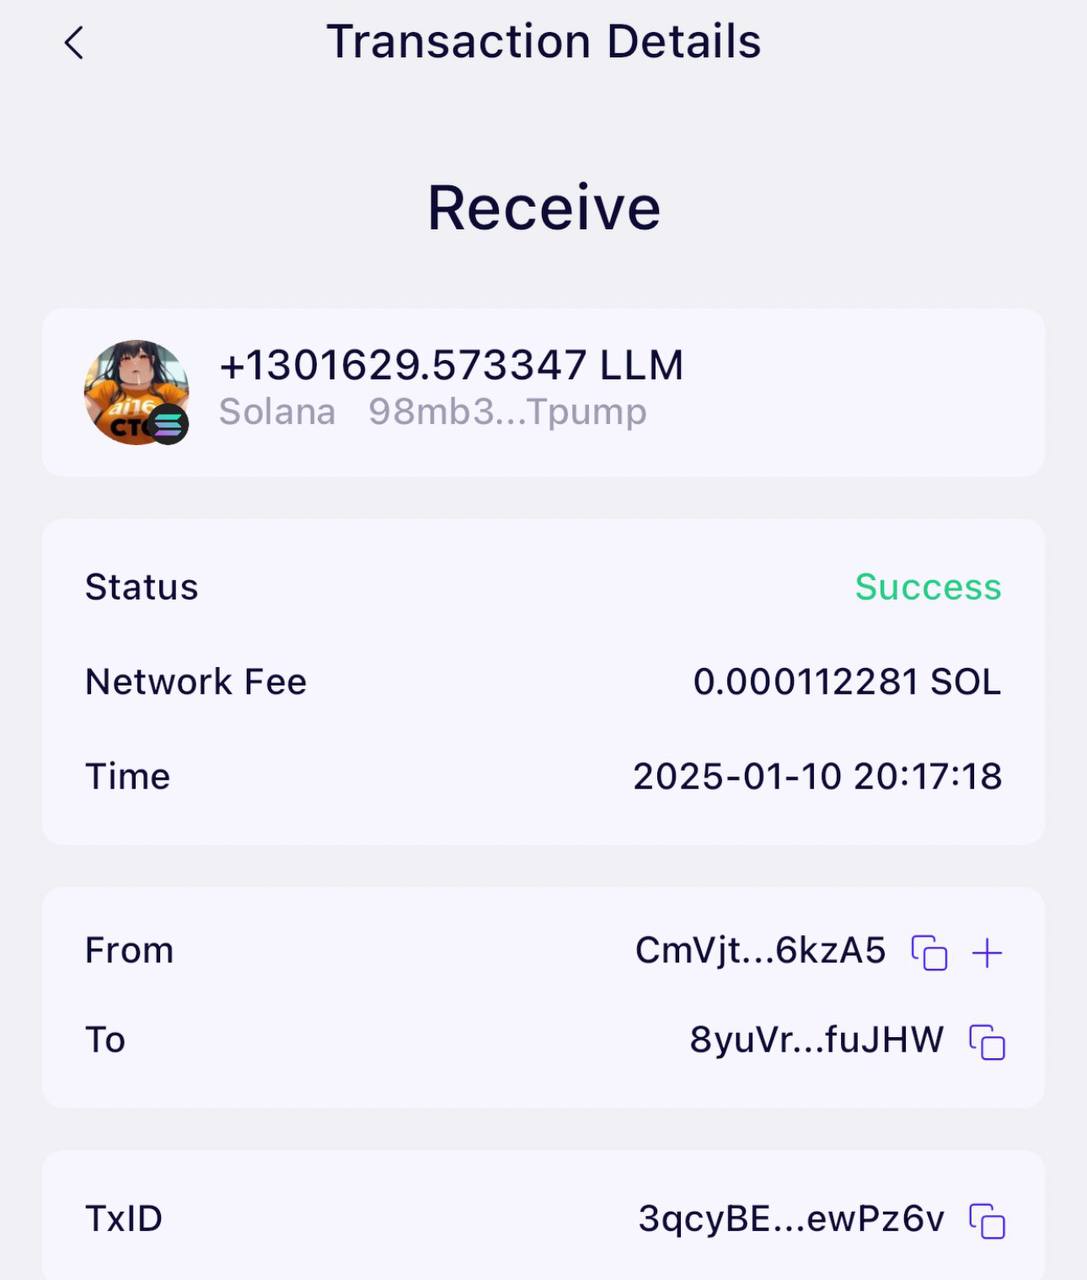 Transaction Details
Receive
+1301629.573347 LLM
Solana 98mb3...Tpump
ai16
CTO
Status Success
Network Fee 0.000112281 SOL
Time 2025-01-10 20:17:18
From CmVjt...6kzA5
To 8yuVr...fuJHW
TxID 3qcyBE...ewPz6v